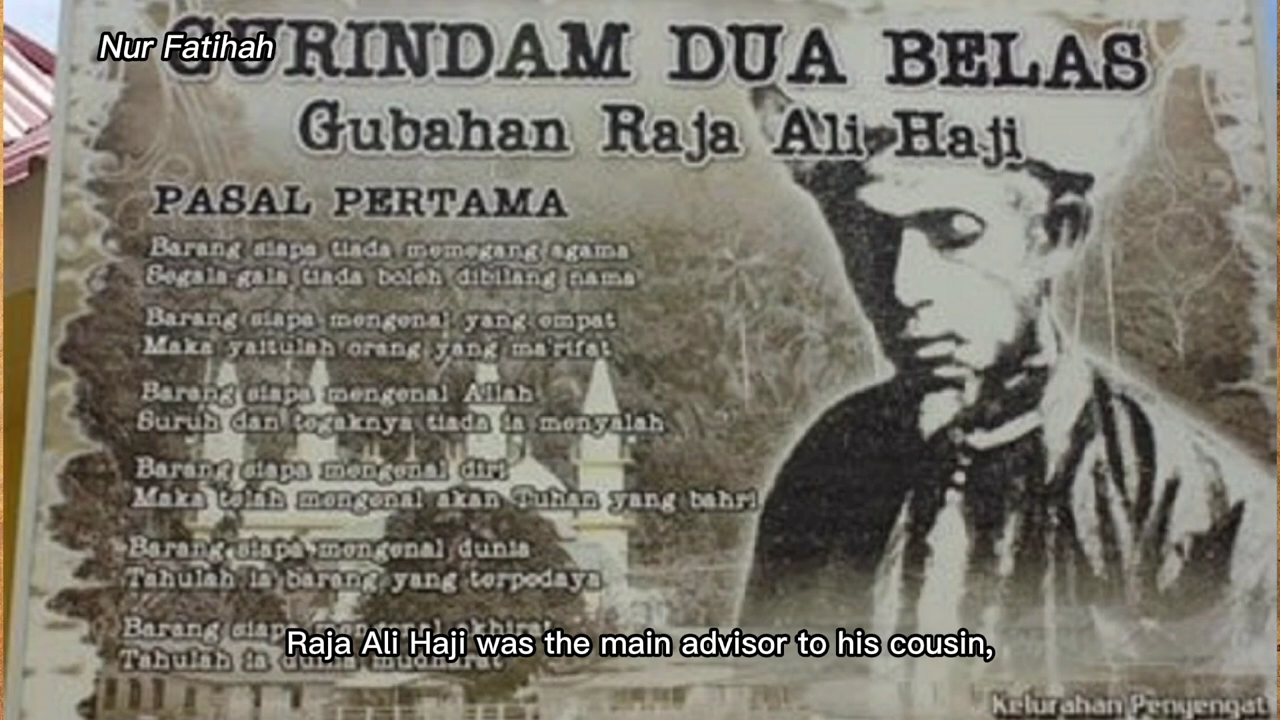 Nur Fatihah
GURINDAM DUA BELAS
Gubahan Raja Ali Haji
PASAL PERTAMA
Barang siapa tiada memegang agama
Segala-gala tiada boleh dibilang nama
Barang siapa mengenal yang empat
Maka yaitulah orang yang ma'rifat
Barang siapa mengenal Allah
Suruh dan tegaknya tiada ia menyalah
Barang siapa mengenal diri
Maka telah mengenal akan Tuhan yang bahri
Barang siapa mengenal dunia
Tahulah ia barang yang terpedaya
Barang siapa mengenal akhirat
Tahulah ia dunia mudharat
Raja Ali Haji was the main advisor to his cousin,
Kelurahan Penyengat